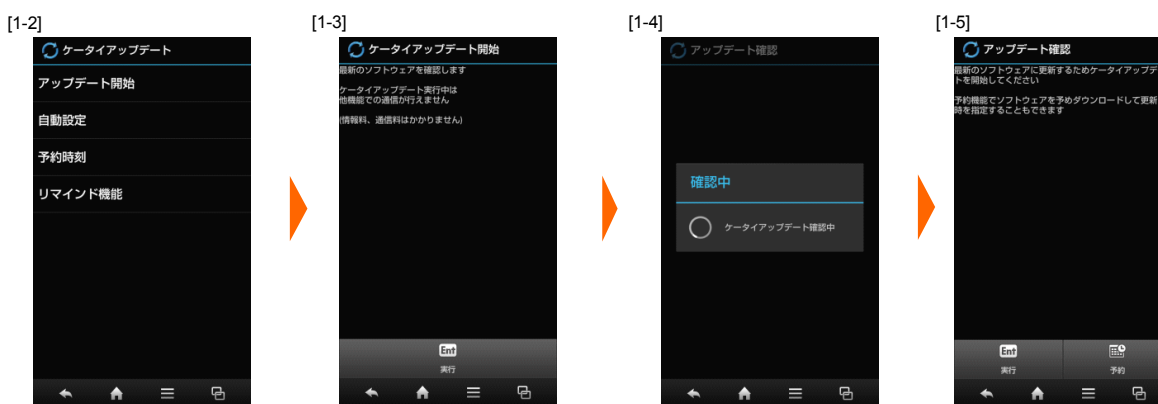 [1-2]
ケータイアップデート
アップデート開始
自動設定
予約時刻
リマインド機能
[1-3]
ケータイアップデート開始
最新のソフトウェアを確認します
ケータイアップデート実行中は
他機能での通信が行えません
(情報料、通信料はかかりません)
Ent
実行
[1-4]
アップデート確認
確認中
ケータイアップデート確認中
[1-5]
アップデート確認
最新のソフトウェアに更新するためケータイアップデ
トを開始してください
予約機能でソフトウェアを予めダウンロードして更新
時を指定することもできます
Ent
実行
予約